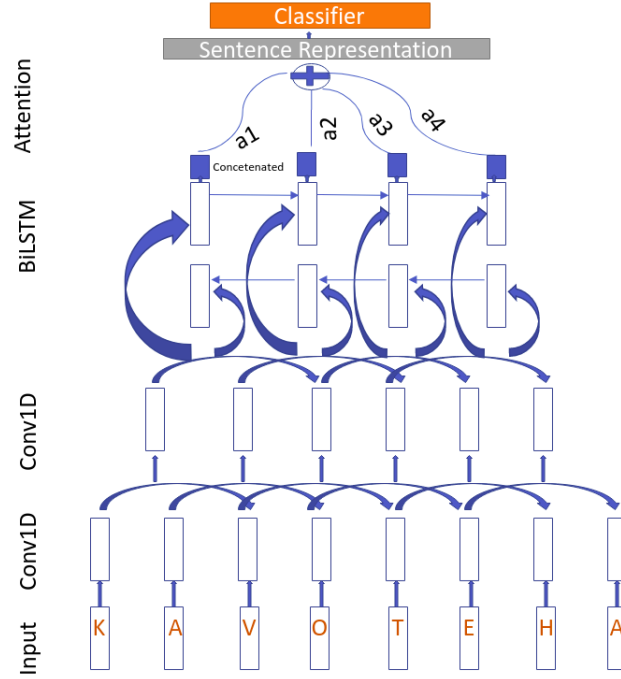 Classifier
Sentence Representation
Attention
a1
a2
a3
a4
Concetenated
BiLSTM
Conv1D
Conv1D
Input
K A V O T E H A